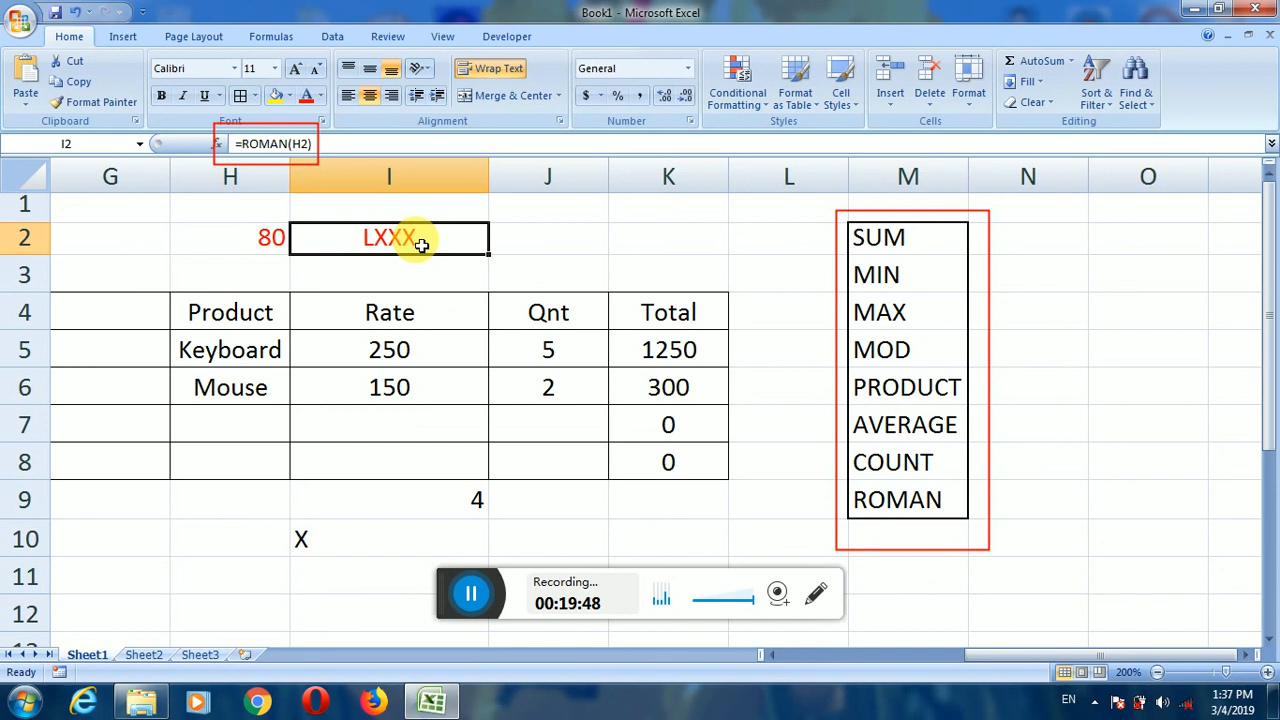 Book1 - Microsoft Excel
Home Insert Page Layout Formulas Data Review View Developer
Paste
Cut
Copy
Format Painter
Clipboard
Calibri 11
B I U
Font
Wrap Text
Merge & Center
Alignment
General
$ % ,
Number
Conditional Formatting
Format as Table
Cell Styles
Styles
Insert
Delete
Format
Cells
AutoSum
Fill
Clear
Sort & Filter
Find & Select
Editing
I2 fx =ROMAN(H2)
G H I J K L M N O
1
2 80 LXXX SUM
3 MIN
4 Product Rate Qnt Total MAX
5 Keyboard 250 5 1250 MOD
6 Mouse 150 2 300 PRODUCT
7 0 AVERAGE
8 0 COUNT
9 4 ROMAN
10 X
11
12
Recording...
00:19:48
Sheet1 Sheet2 Sheet3
Ready 200%
EN 1:37 PM
3/4/2019